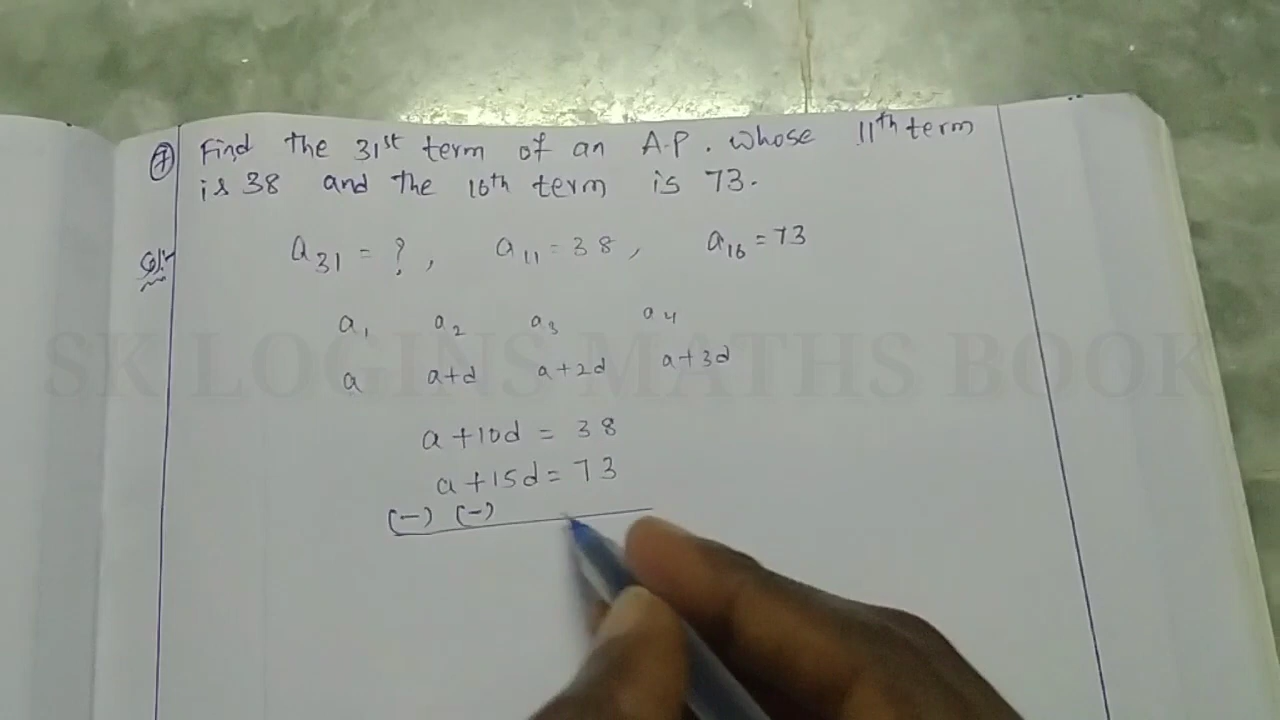 7 Find the 31st term of an A.P. whose 11th term
is 38 and the 16th term is 73.
Sol:-
a31 = ?, a11 = 38, a16 = 73
a1 a2 a3 a4
a a+d a+2d a+3d
SK LOGINS MATHS BOOK
a+10d = 38
a+15d = 73
(-) (-)